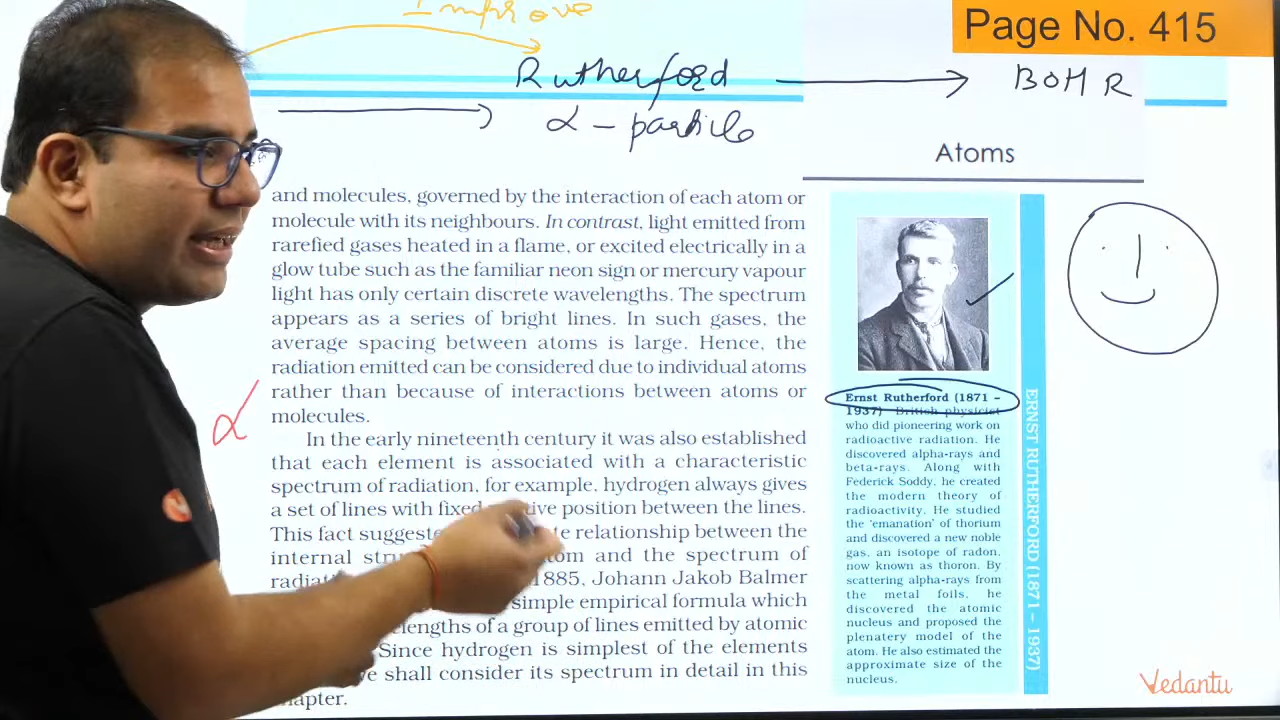 Improve
Page No. 415
Rutherford
BOHR
α - particle
Atoms
and molecules, governed by the interaction of each atom or
molecule with its neighbours. In contrast, light emitted from
rarefied gases heated in a flame, or excited electrically in a
glow tube such as the familiar neon sign or mercury vapour
light has only certain discrete wavelengths. The spectrum
appears as a series of bright lines. In such gases, the
average spacing between atoms is large. Hence, the
radiation emitted can be considered due to individual atoms
rather than because of interactions between atoms or
molecules.
α
In the early nineteenth century it was also established
that each element is associated with a characteristic
spectrum of radiation, for example, hydrogen always gives
a set of lines with fixed tive position between the lines.
This fact suggeste relationship between the
internal stru tom and the spectrum of
radia 1885, Johann Jakob Balmer
simple empirical formula which
lengths of a group of lines emitted by atomic
Since hydrogen is simplest of the elements
e shall consider its spectrum in detail in this
hapter.
Ernst Rutherford (1871 –
1937) British physicist
who did pioneering work on
radioactive radiation. He
discovered alpha-rays and
beta-rays. Along with
Federick Soddy, he created
the modern theory of
radioactivity. He studied
the 'emanation' of thorium
and discovered a new noble
gas, an isotope of radon,
now known as thoron. By
scattering alpha-rays from
the metal foils, he
discovered the atomic
nucleus and proposed the
plenatery model of the
atom. He also estimated the
approximate size of the
nucleus.
ERNST RUTHERFORD (1871 – 1937)
Vedantu